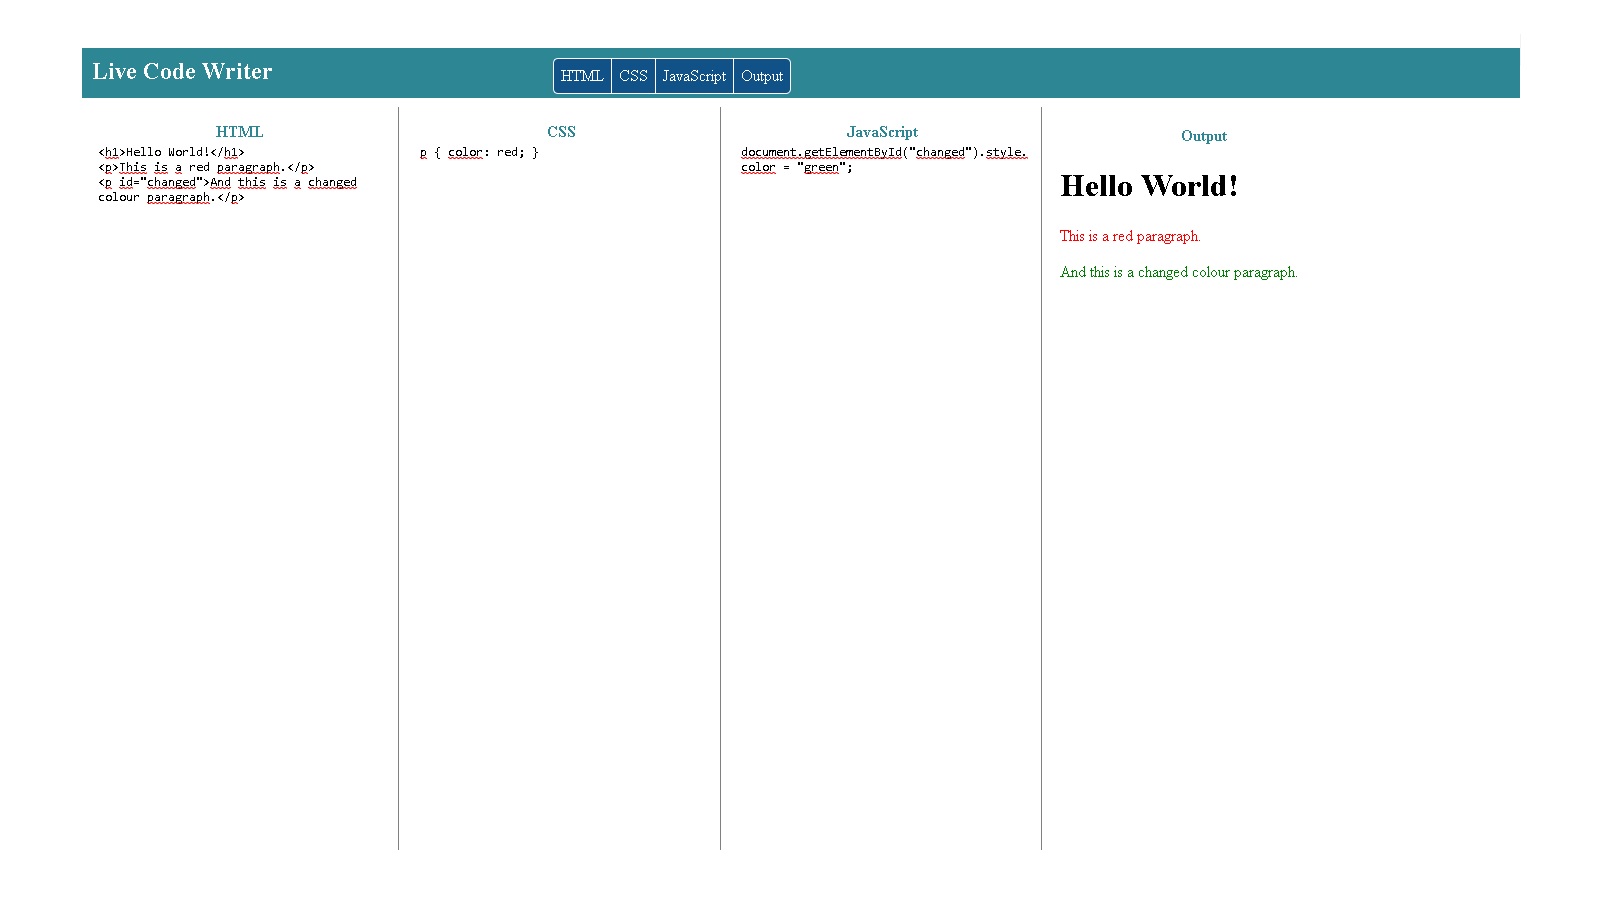 Live Code Writer
HTML CSS JavaScript Output
HTML
<h1>Hello World!</h1>
<p>This is a red paragraph.</p>
<p id="changed">And this is a changed
colour paragraph.</p>
CSS
p { color: red; }
JavaScript
document.getElementById("changed").style.
color = "green";
Output
Hello World!
This is a red paragraph.
And this is a changed colour paragraph.